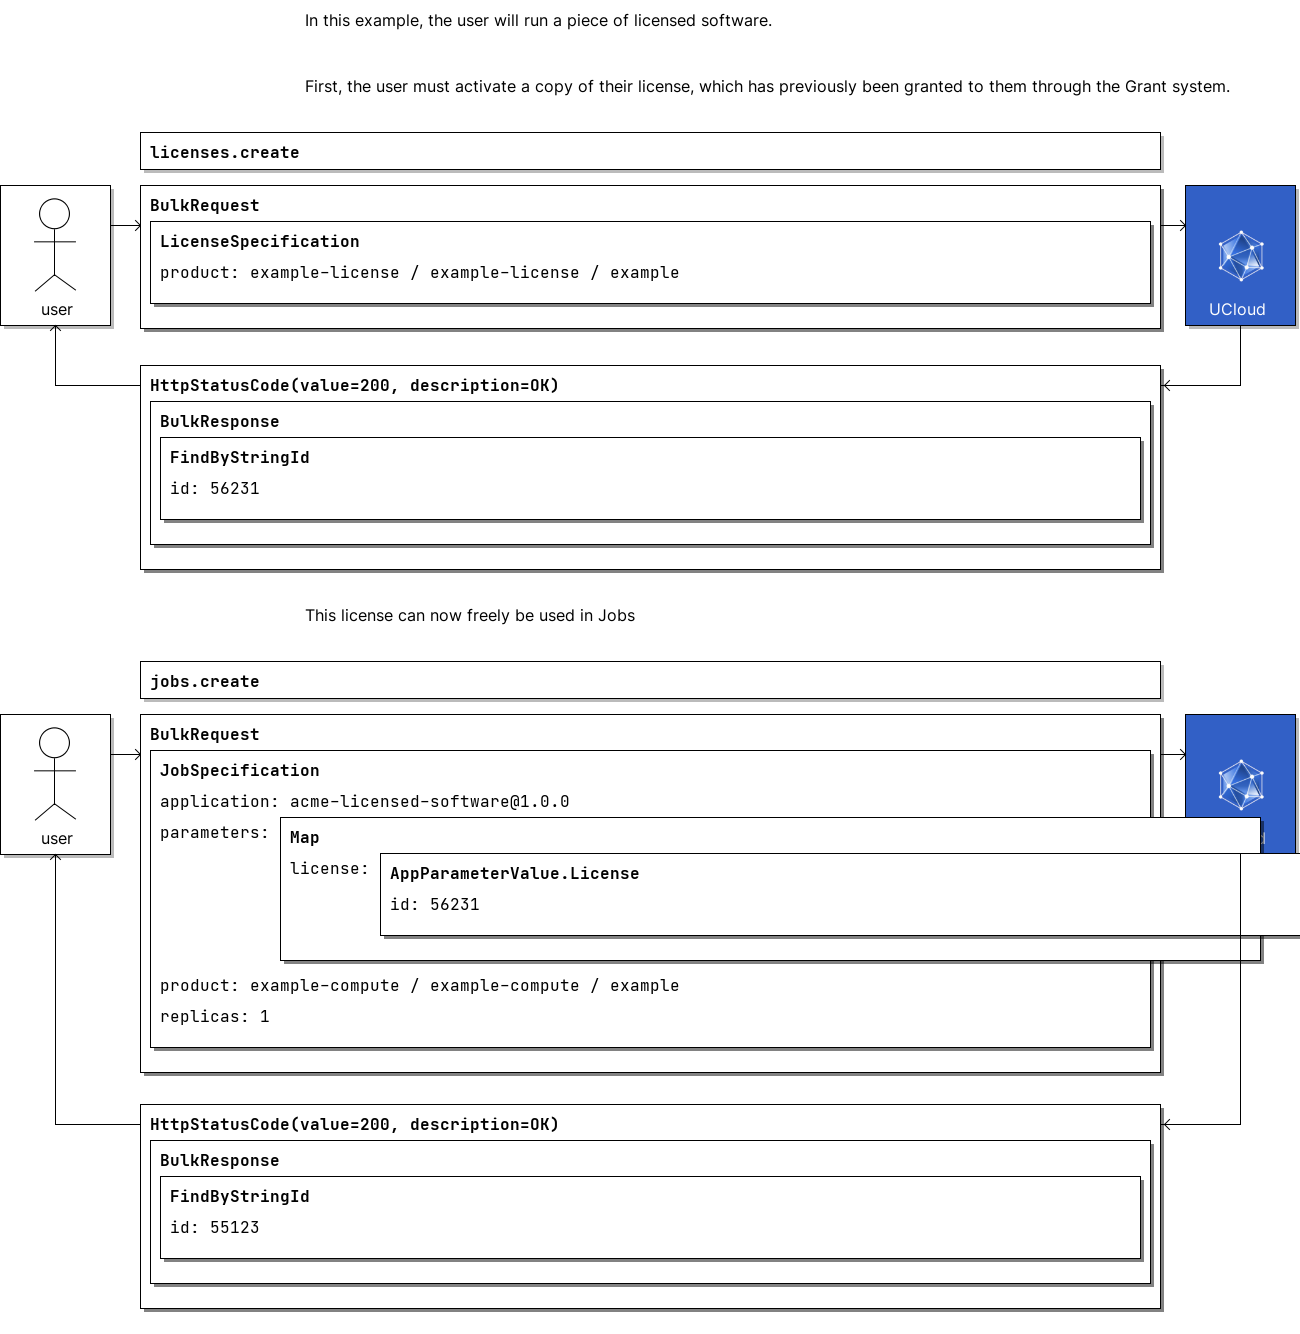 In this example, the user will run a piece of licensed software.
First, the user must activate a copy of their license, which has previously been granted to them through the Grant system.
licenses.create
BulkRequest
LicenseSpecification
product: example-license / example-license / example
user
UCloud
HttpStatusCode(value=200, description=OK)
BulkResponse
FindByStringId
id: 56231
This license can now freely be used in Jobs
jobs.create
BulkRequest
JobSpecification
application: acme-licensed-software@1.0.0
parameters:
Map
user
license:
AppParameterValue.License
id: 56231
product: example-compute / example-compute / example
replicas: 1
HttpStatusCode(value=200, description=OK)
BulkResponse
FindByStringId
id: 55123